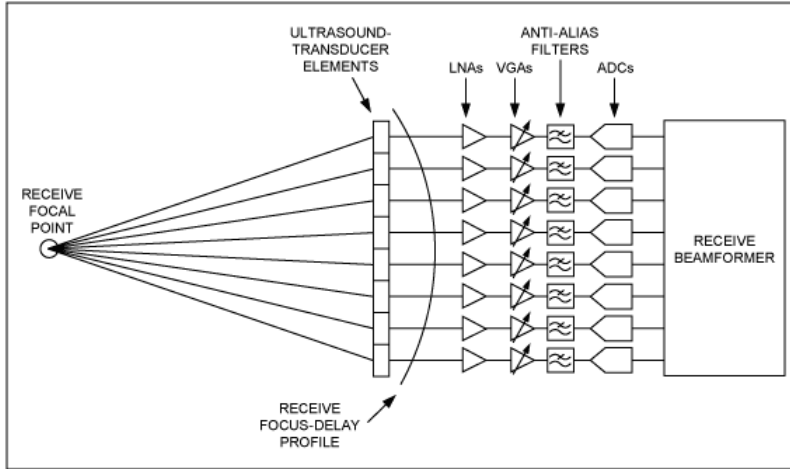 ULTRASOUND-
TRANSDUCER
ELEMENTS
LNAs
VGAs
ANTI-ALIAS
FILTERS
ADCs
RECEIVE
FOCAL
POINT
RECEIVE
BEAMFORMER
RECEIVE
FOCUS-DELAY
PROFILE